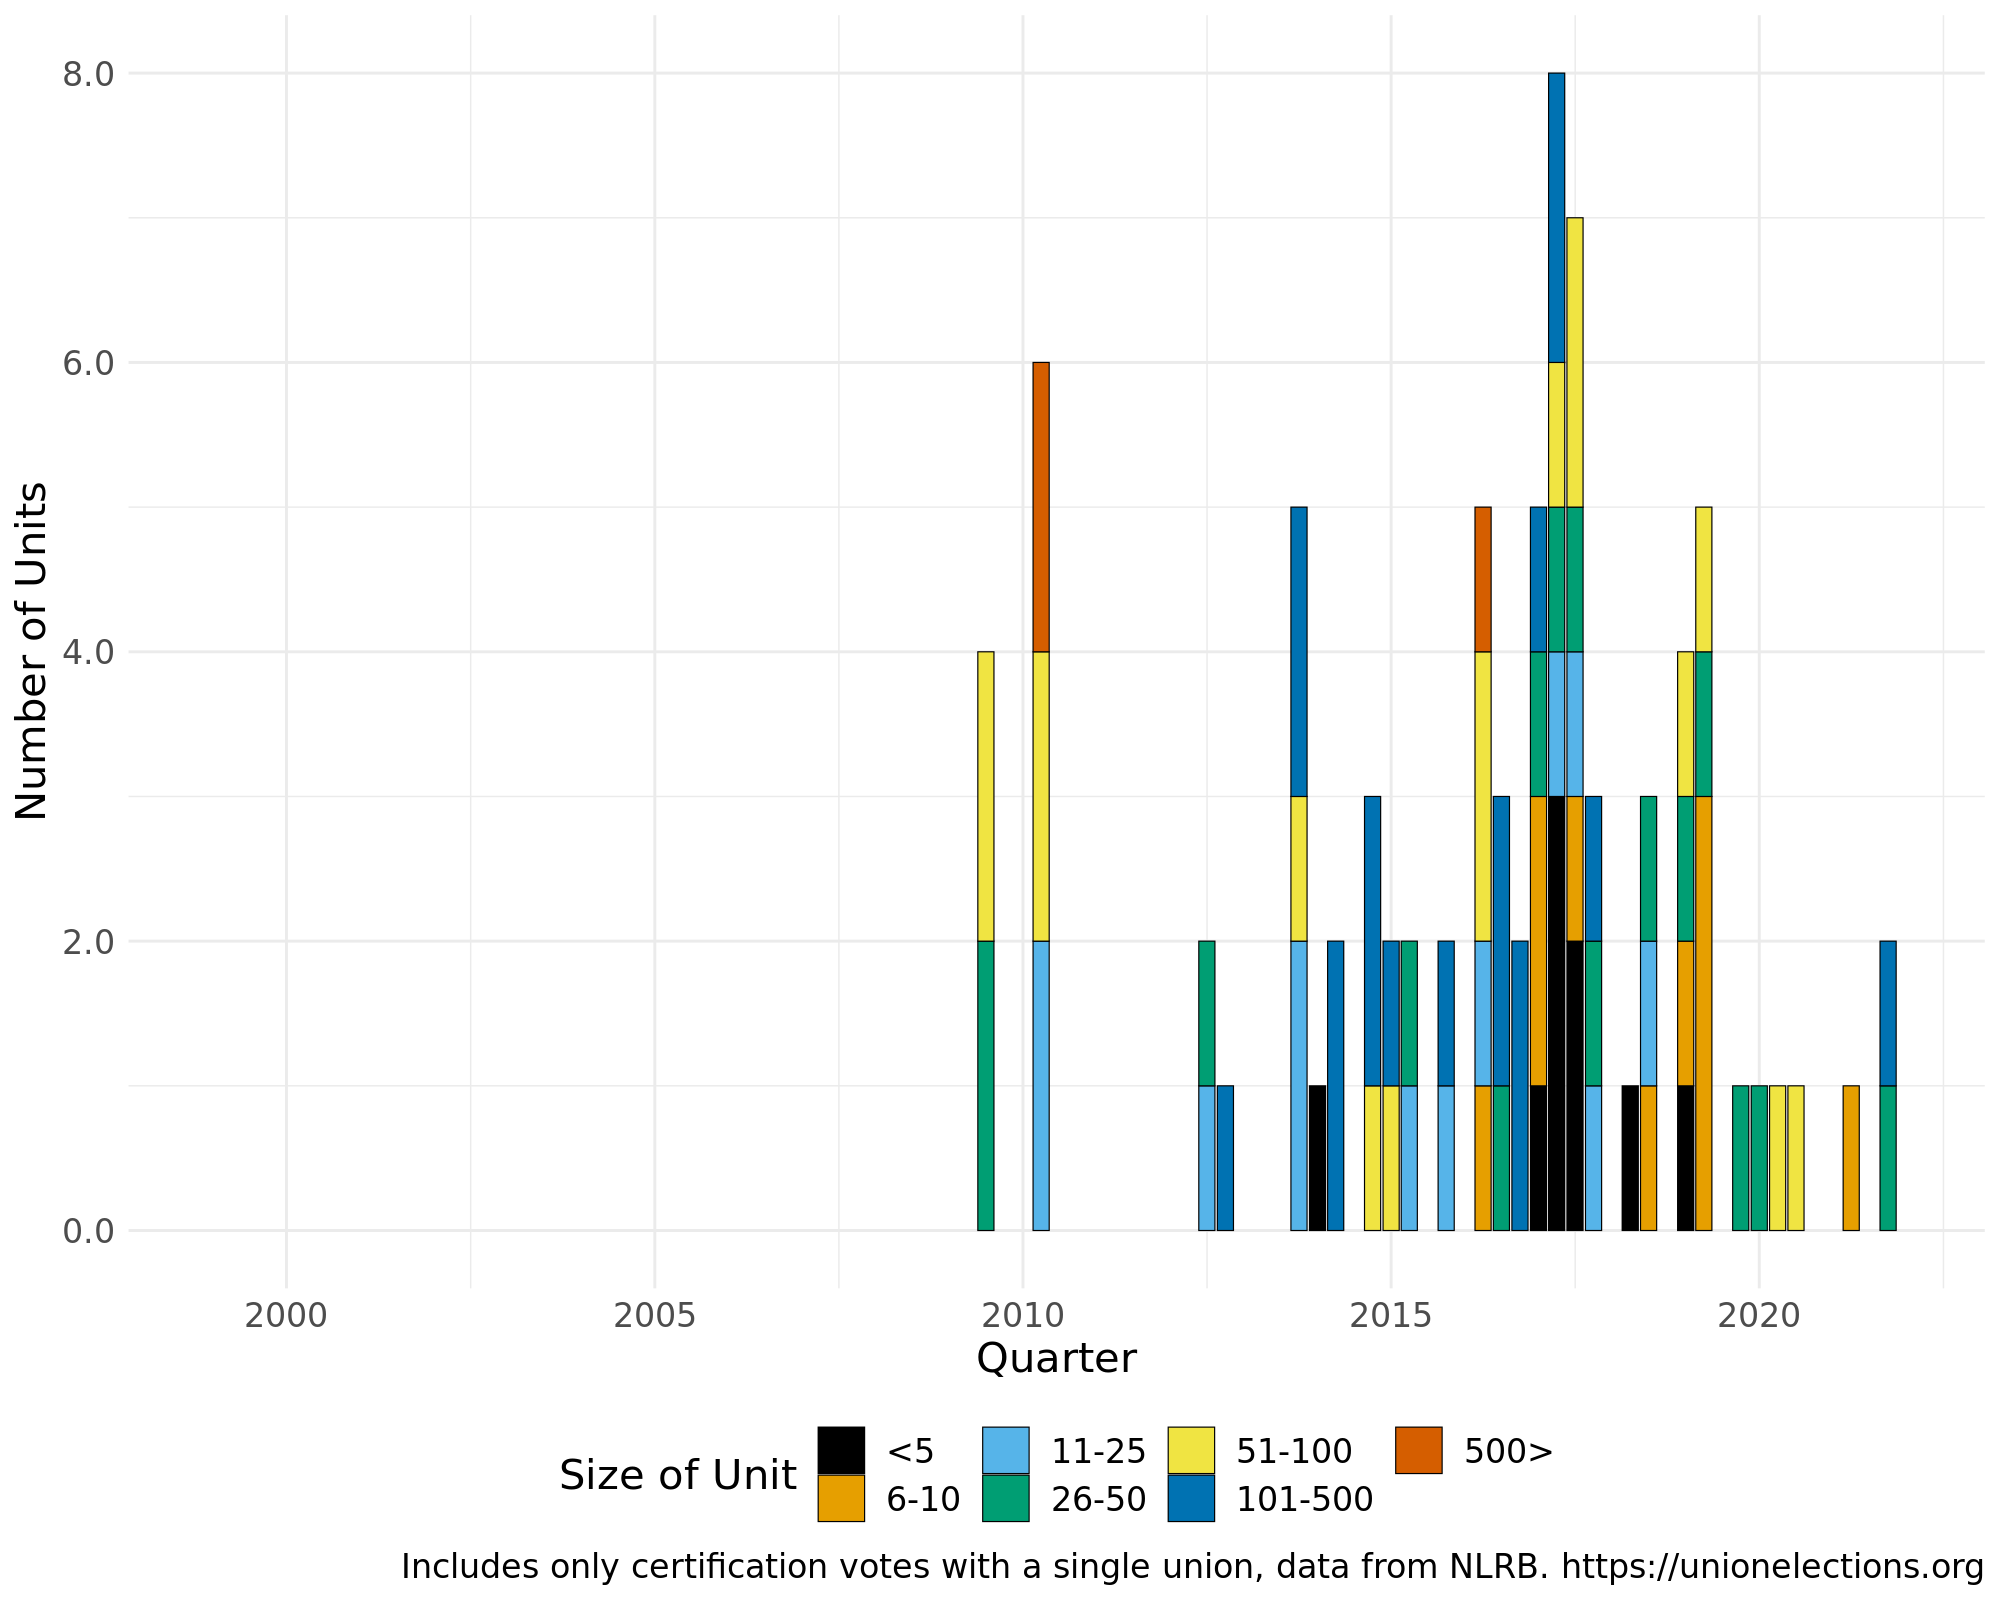 8.0
6.0
4.0
2.0
0.0
Number of Units
2000 2005 2010 2015 2020
Quarter
Size of Unit
<5 11-25 51-100 500>
6-10 26-50 101-500
Includes only certification votes with a single union, data from NLRB. https://unionelections.org